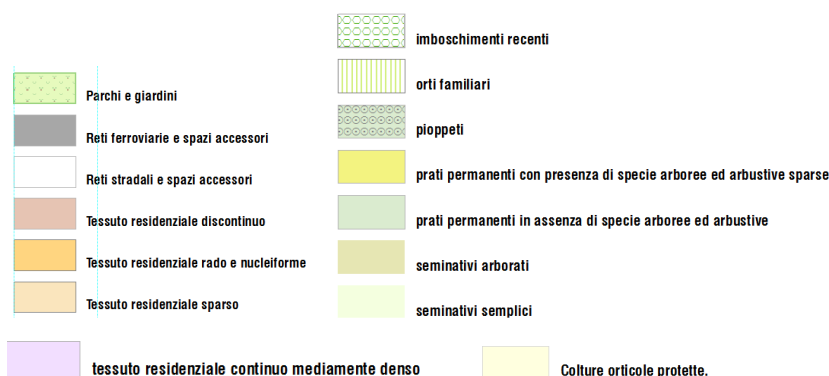 Parchi e giardini
Reti ferroviarie e spazi accessori
Reti stradali e spazi accessori
Tessuto residenziale discontinuo
Tessuto residenziale rado e nucleiforme
Tessuto residenziale sparso
imboschimenti recenti
orti familiari
pioppeti
prati permanenti con presenza di specie arboree ed arbustive sparse
prati permanenti in assenza di specie arboree ed arbustive
seminativi arborati
seminativi semplici
tessuto residenziale continuo mediamente denso
Colture orticole protette.